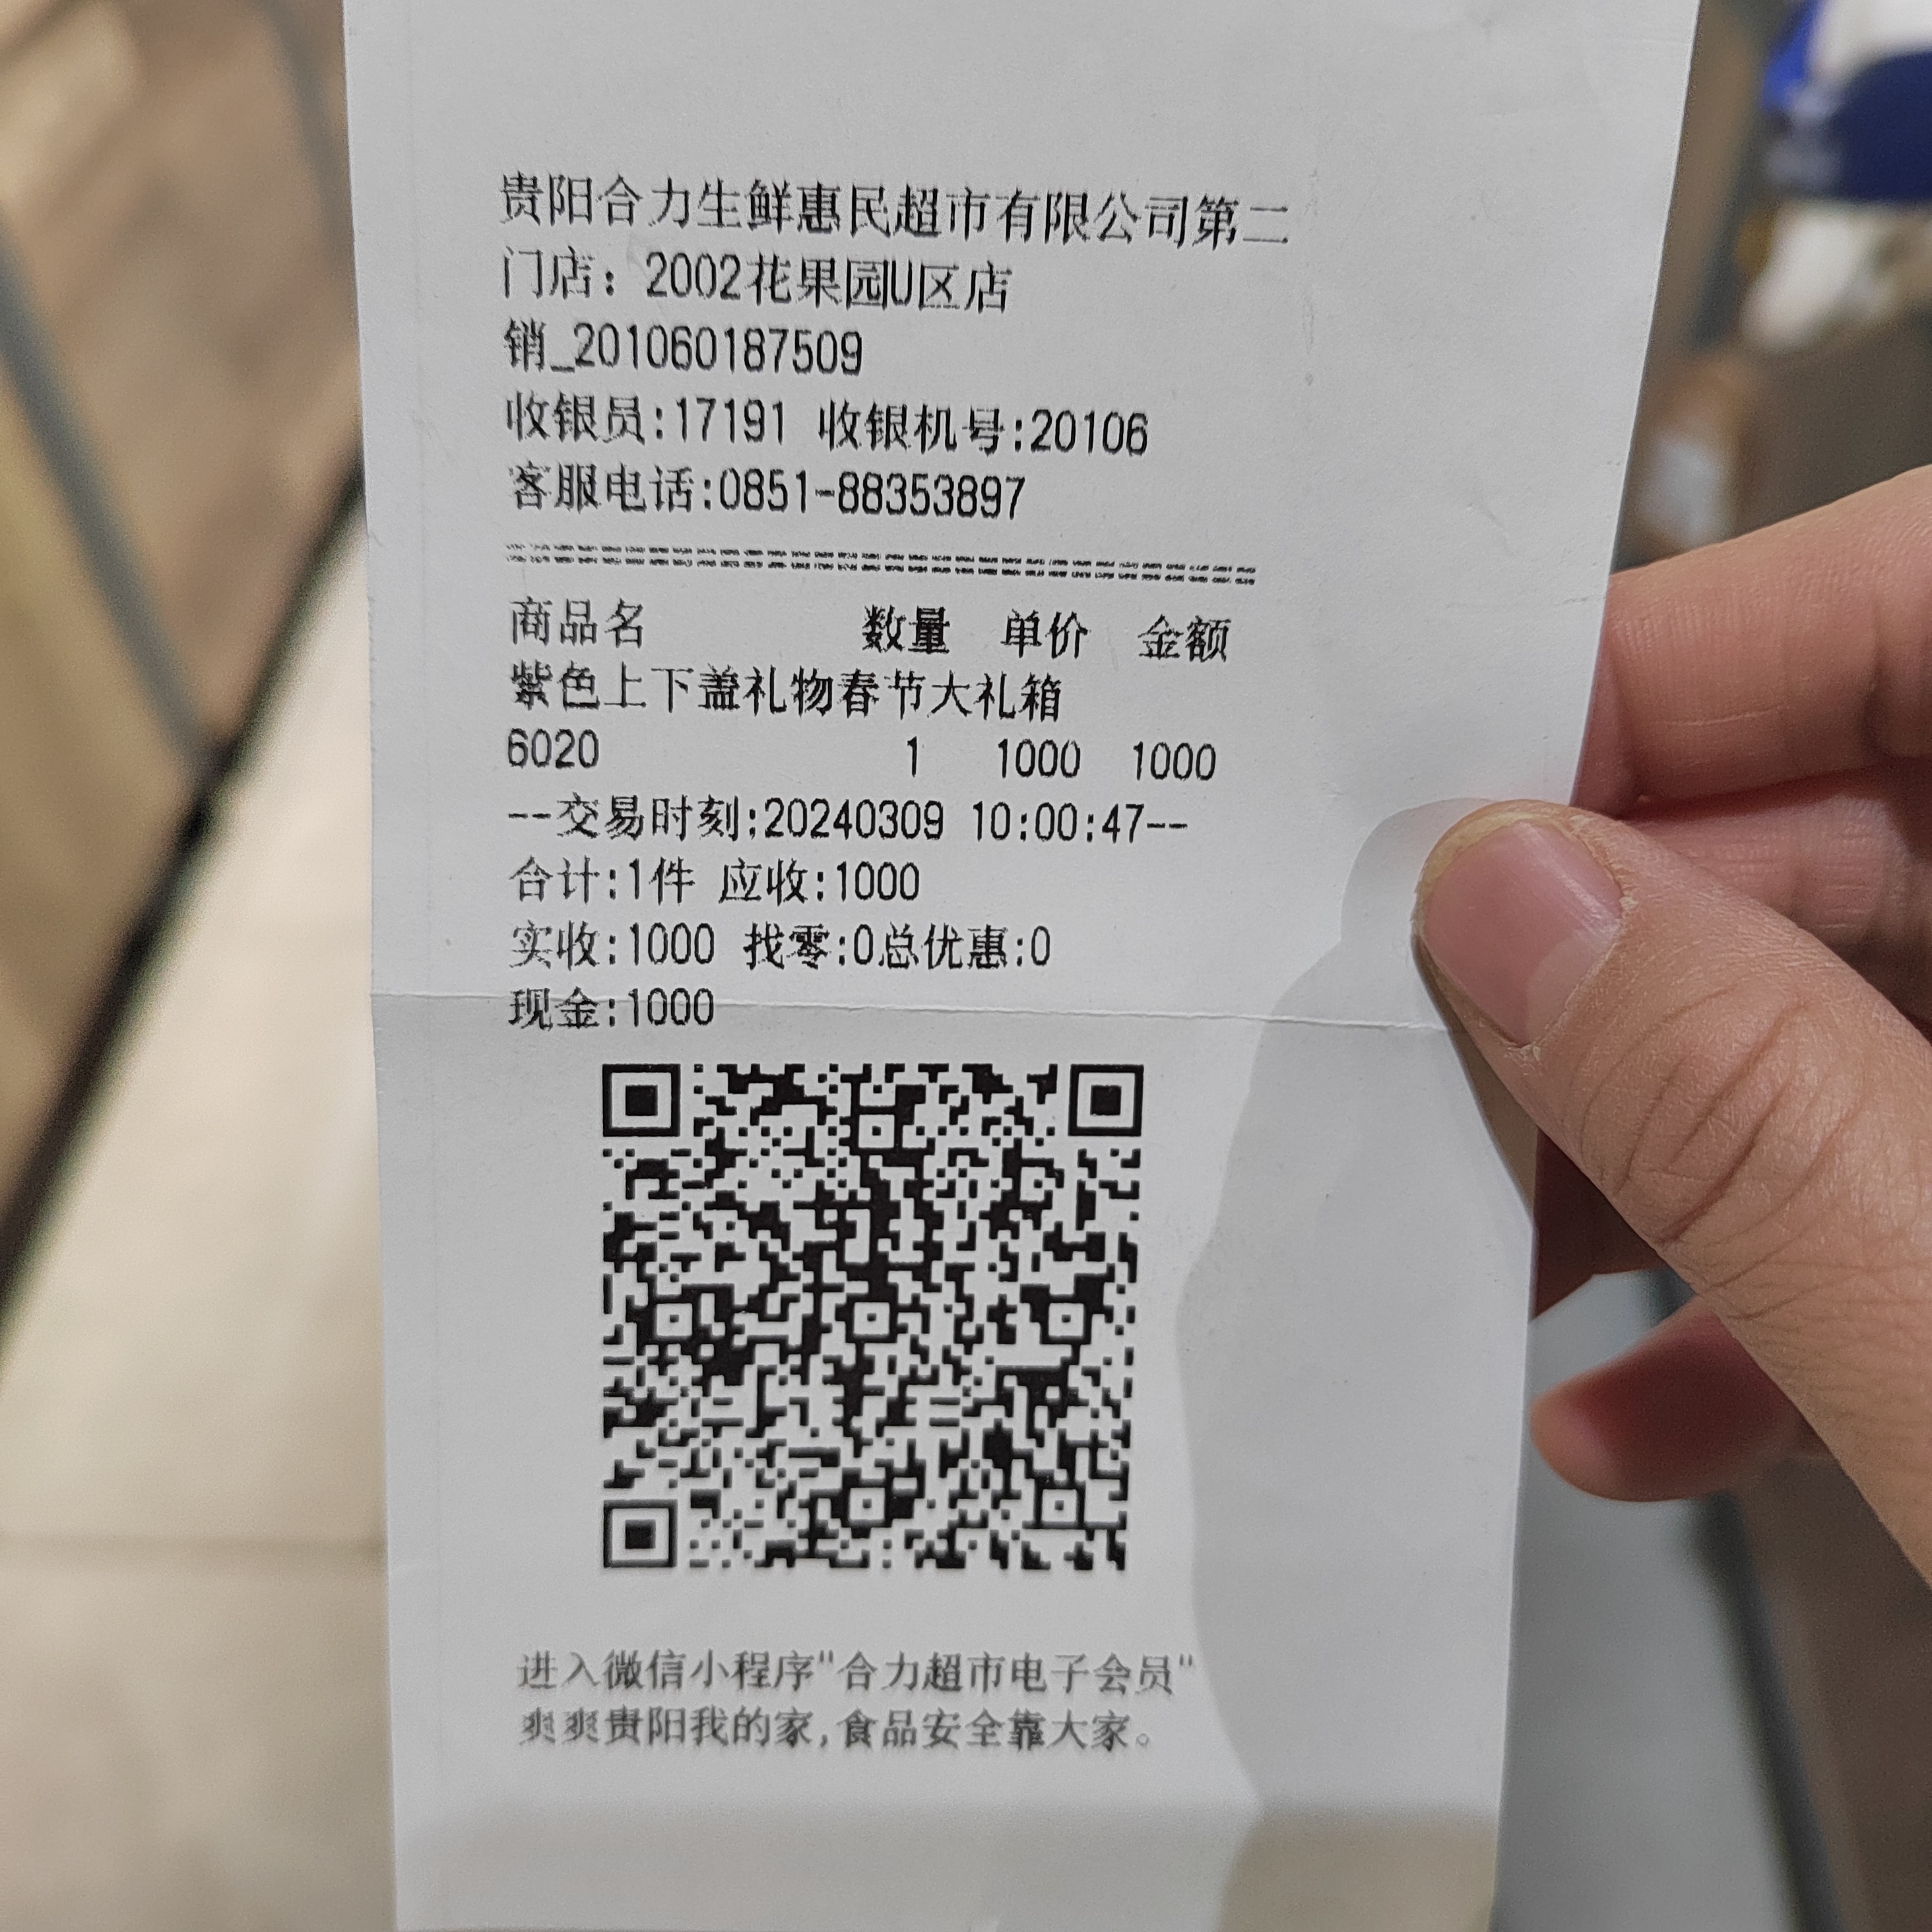 贵阳合力生鲜惠民超市有限公司第二
门店：2002花果园U区店
销_201060187509
收银员:17191 收银机号:20106
客服电话:0851-88353897
商品名 数量 单价 金额
紫色上下盖礼物春节大礼箱
6020 1 1000 1000
--交易时刻:20240309 10:00:47--
合计:1件 应收:1000
实收:1000 找零:0总优惠:0
现金:1000
进入微信小程序"合力超市电子会员"
爽爽贵阳我的家,食品安全靠大家。